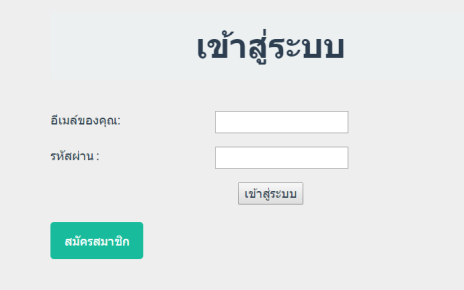 เข้าสู่ระบบ
อีเมล์ของคุณ:
รหัสผ่าน :
เข้าสู่ระบบ
สมัครสมาชิก